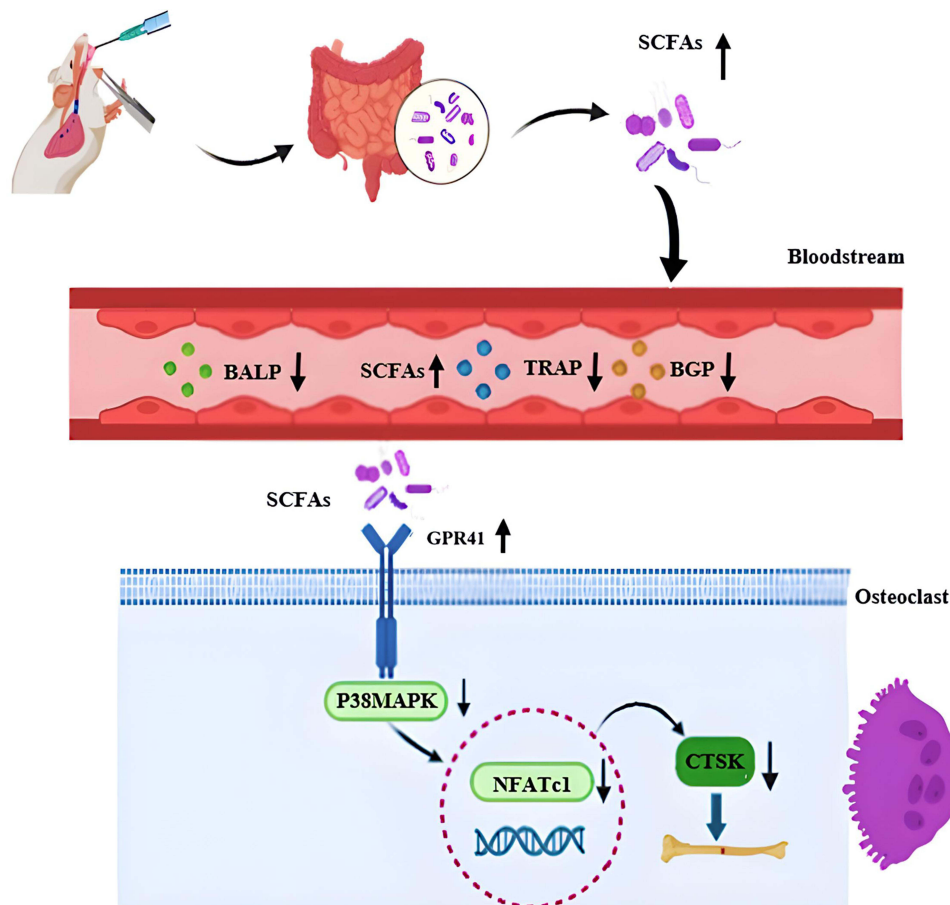 SCFAs
Bloodstream
BALP
SCFAs
TRAP
BGP
SCFAs
GPR41
Osteoclast
P38MAPK
NFATc1
CTSK